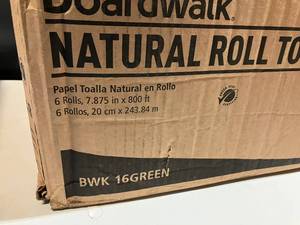 Boardwalk®
NATURAL ROLL TO
Papel Toalla Natural en Rollo
6 Rolls, 7.875 in x 800 ft
6 Rollos, 20 cm x 243.84 m
BWK 16GREEN